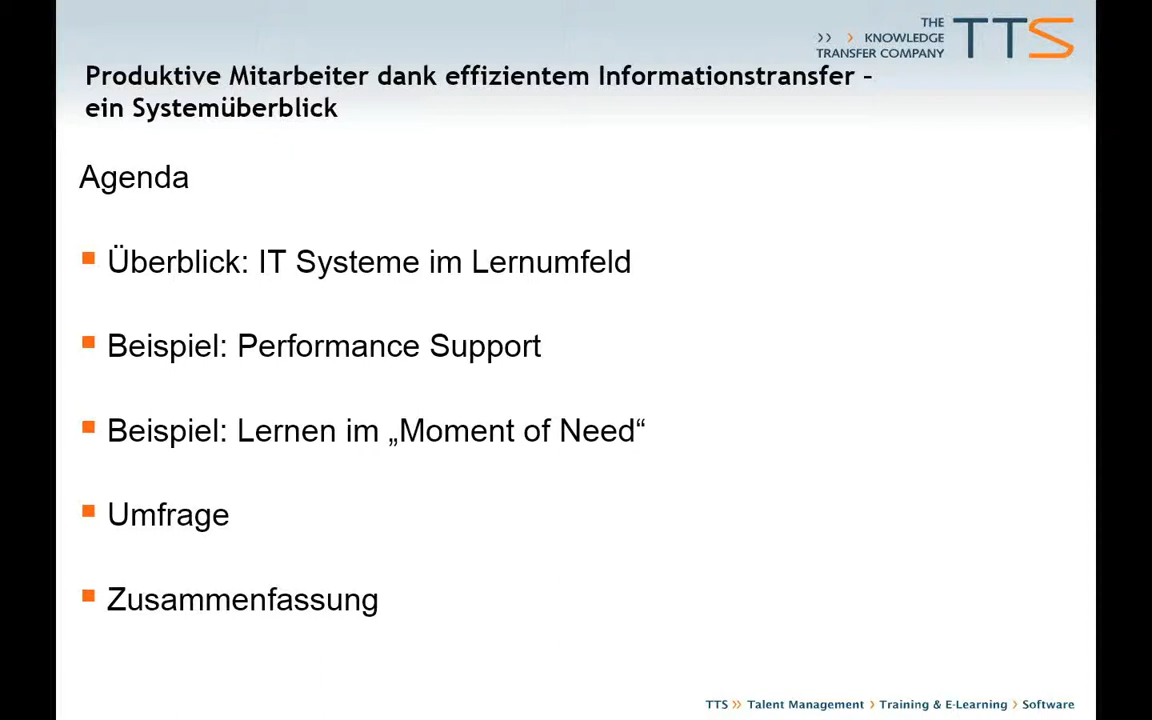 THE
›› › KNOWLEDGE
TRANSFER COMPANY
TTS
Produktive Mitarbeiter dank effizientem Informationstransfer –
ein Systemüberblick
Agenda
Überblick: IT Systeme im Lernumfeld
Beispiel: Performance Support
Beispiel: Lernen im „Moment of Need“
Umfrage
Zusammenfassung
TTS ›› Talent Management › Training & E-Learning › Software